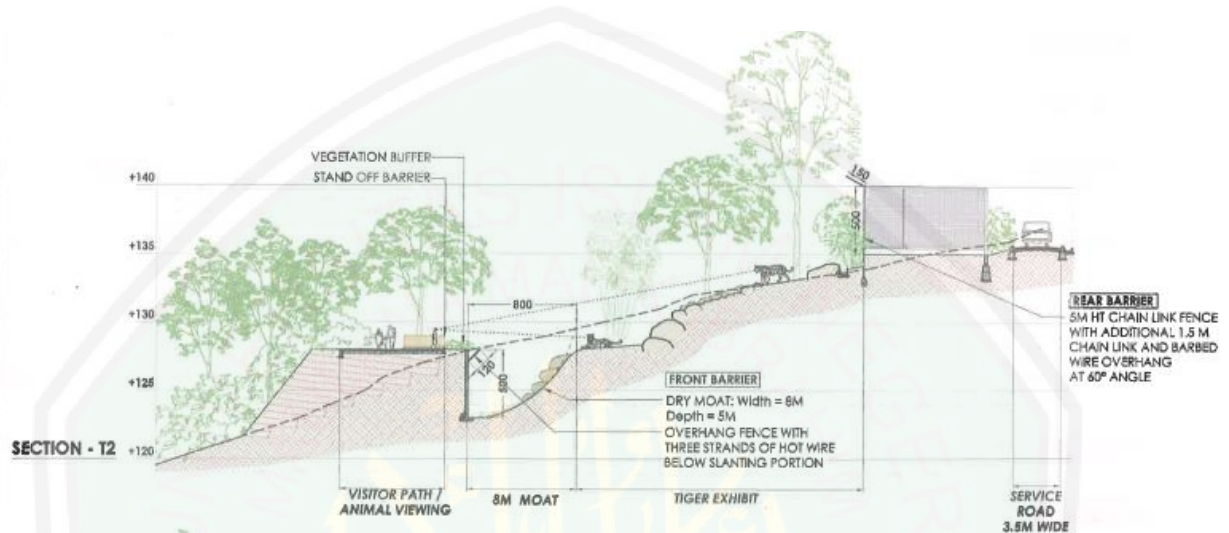 VEGETATION BUFFER
STAND OFF BARRIER
+140
+135
+130
+125
+120
150
500
800
120
500
REAR BARRIER
5M HT CHAIN LINK FENCE
WITH ADDITIONAL 1.5 M
CHAIN LINK AND BARBED
WIRE OVERHANG
AT 60° ANGLE
FRONT BARRIER
DRY MOAT: Width = 8M
Depth = 5M
OVERHANG FENCE WITH
THREE STRANDS OF HOT WIRE
BELOW SLANTING PORTION
SECTION - T2
VISITOR PATH /
ANIMAL VIEWING
8M MOAT
TIGER EXHIBIT
SERVICE
ROAD
3.5M WIDE